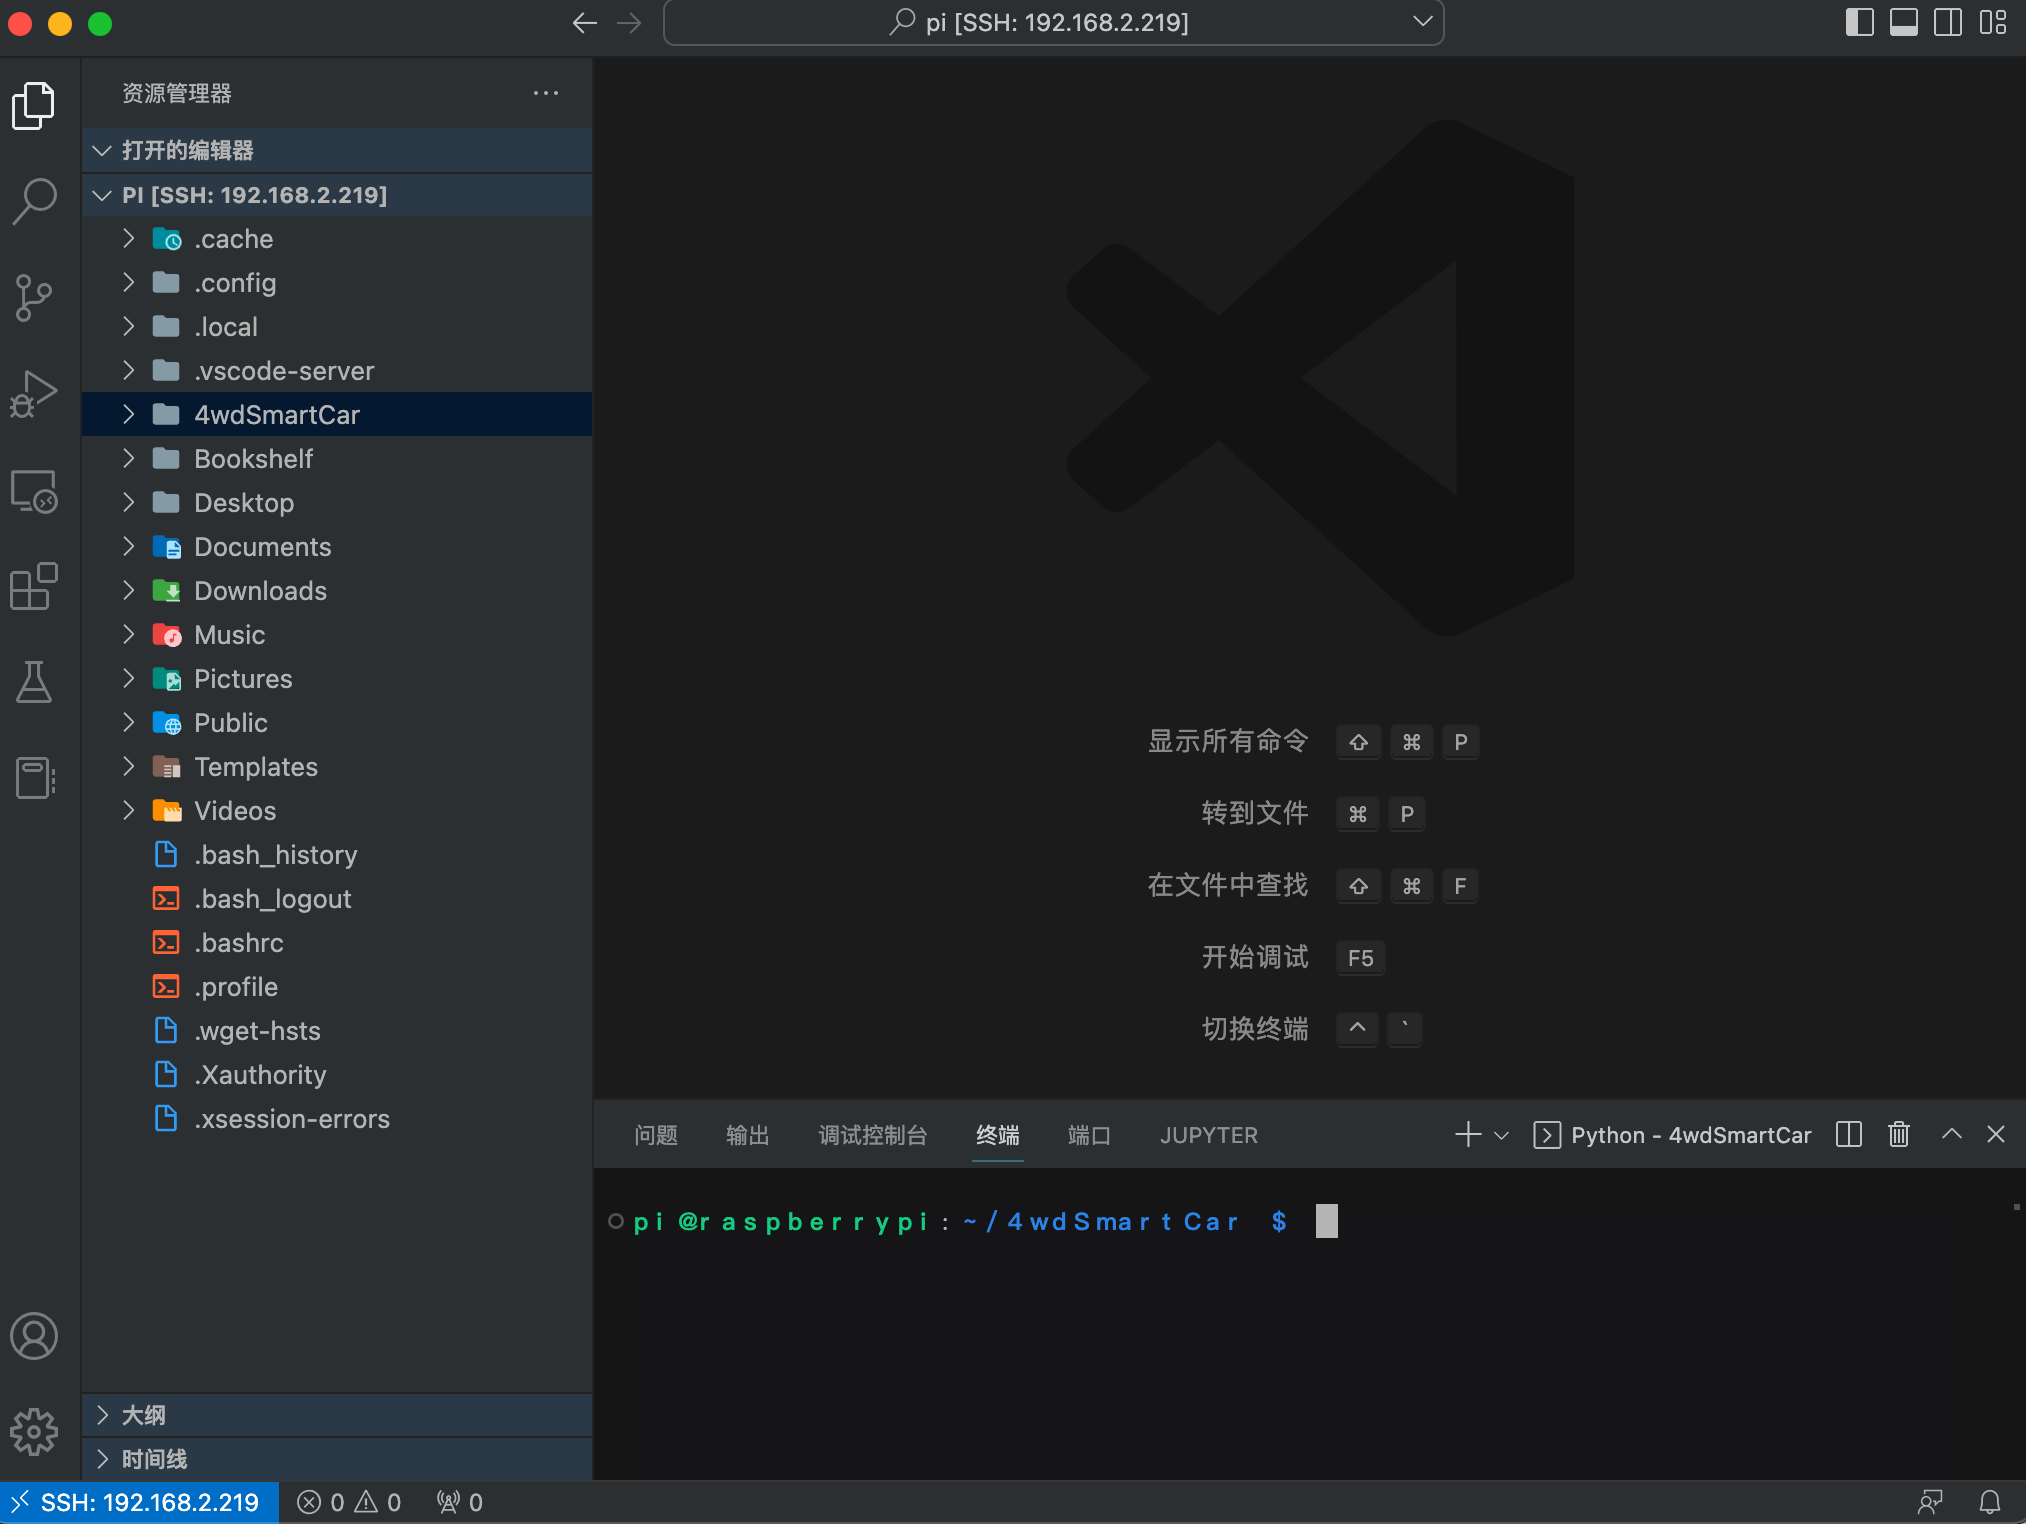 pi [SSH: 192.168.2.219]
资源管理器
打开的编辑器
PI [SSH: 192.168.2.219]
.cache
.config
.local
.vscode-server
4wdSmartCar
Bookshelf
Desktop
Documents
Downloads
Music
Pictures
Public
Templates
Videos
.bash_history
.bash_logout
.bashrc
.profile
.wget-hsts
.Xauthority
.xsession-errors
大纲
时间线
显示所有命令 ⇧ ⌘ P
转到文件 ⌘ P
在文件中查找 ⇧ ⌘ F
开始调试 F5
切换终端 ^ `
问题 输出 调试控制台 终端 端口 JUPYTER Python - 4wdSmartCar
pi@raspberrypi:~/4wdSmartCar $
SSH: 192.168.2.219 0 0 0